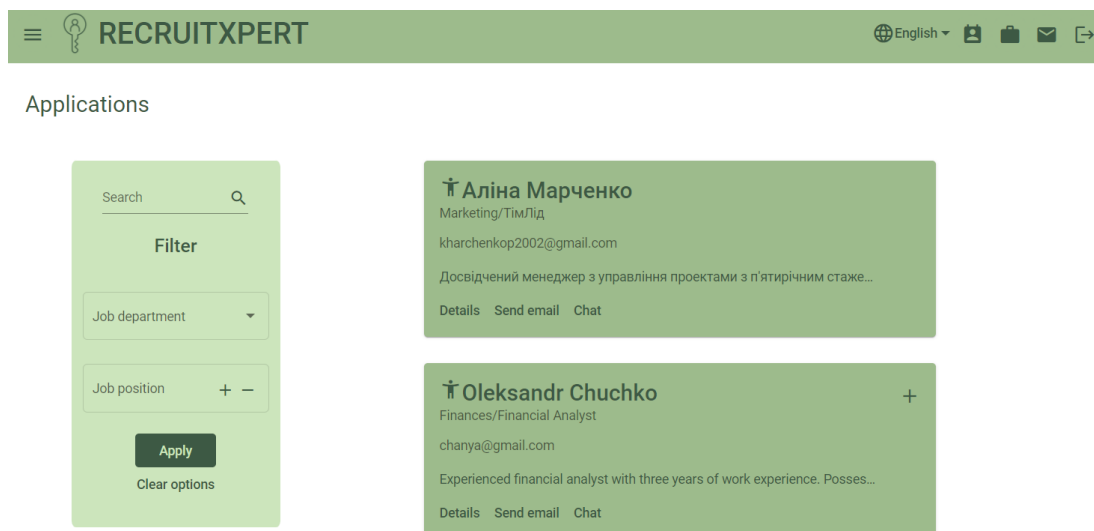 RECRUITXPERT
English
Applications
Search
Filter
Job department
Job position
Apply
Clear options
Аліна Марченко
Marketing/ТімЛід
kharchenkop2002@gmail.com
Досвідчений менеджер з управління проектами з п'ятирічним стаже...
Details Send email Chat
Oleksandr Chuchko
Finances/Financial Analyst
chanya@gmail.com
Experienced financial analyst with three years of work experience. Posses...
Details Send email Chat